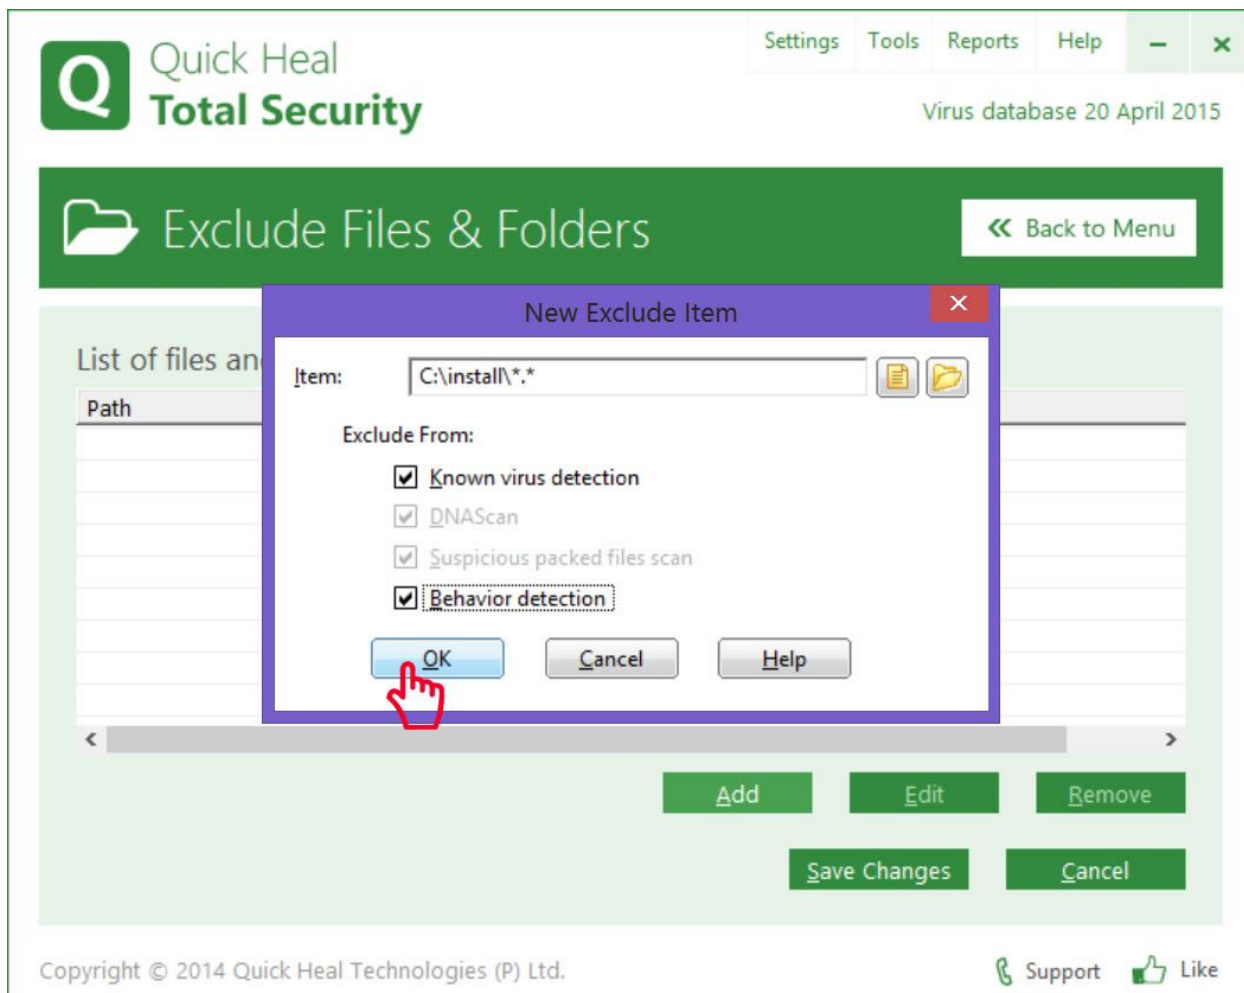 Settings Tools Reports Help
Q
Quick Heal
Total Security
Virus database 20 April 2015
Exclude Files & Folders
Back to Menu
New Exclude Item
List of files an
Path
Item: C:\install\*.*
Exclude From:
Known virus detection
DNAScan
Suspicious packed files scan
Behavior detection
OK Cancel Help
Add Edit Remove
Save Changes Cancel
Copyright © 2014 Quick Heal Technologies (P) Ltd.
Support Like